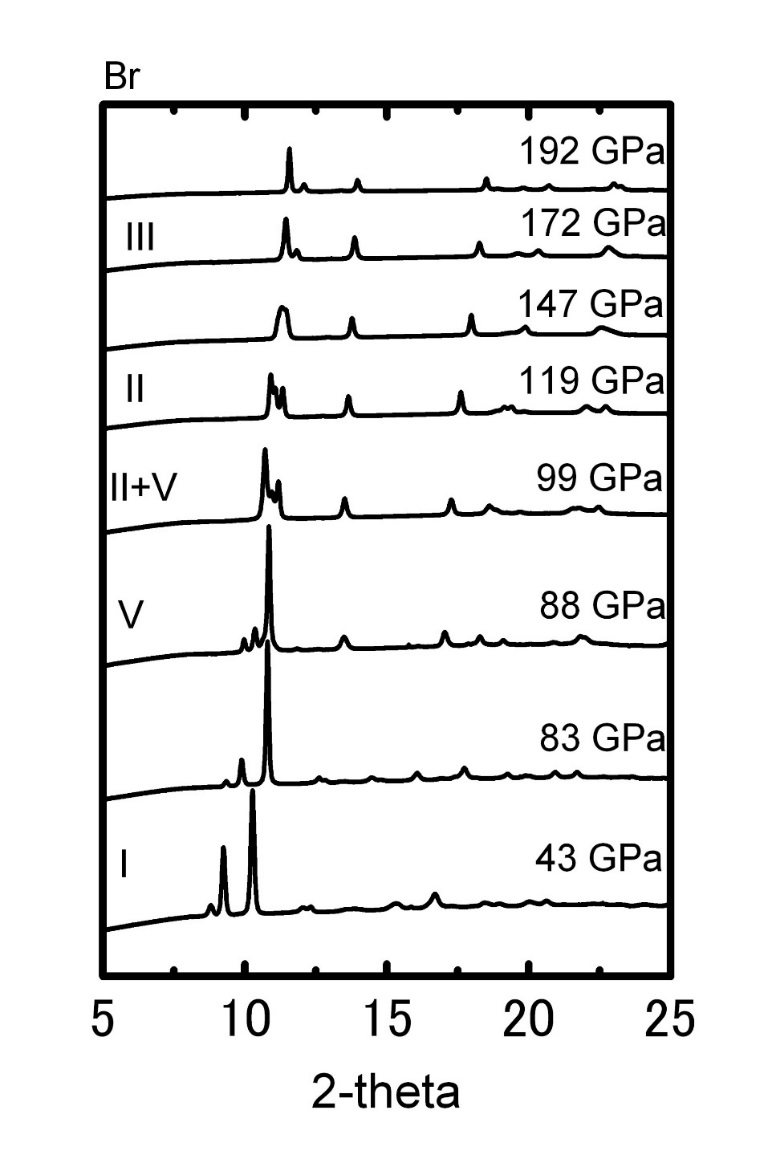 Br
192 GPa
III
172 GPa
147 GPa
II
119 GPa
II+V
99 GPa
V
88 GPa
83 GPa
I
43 GPa
5 10 15 20 25
2-theta